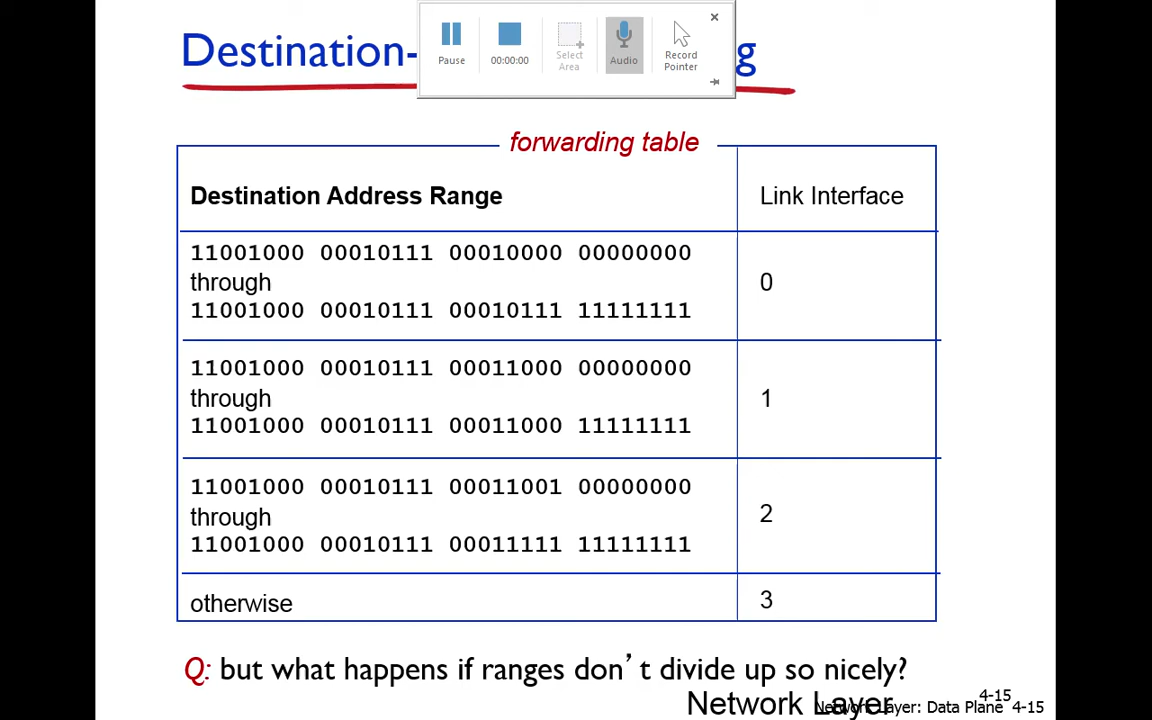 Destination-
g
Pause
00:00:00
Select
Area
Audio
Record
Pointer
forwarding table
Destination Address Range
Link Interface
11001000 00010111 00010000 00000000
through
11001000 00010111 00010111 11111111
0
11001000 00010111 00011000 00000000
through
11001000 00010111 00011000 11111111
1
11001000 00010111 00011001 00000000
through
11001000 00010111 00011111 11111111
2
otherwise
3
Q: but what happens if ranges don’t divide up so nicely?
4-15
Network Layer
Network Layer: Data Plane 4-15